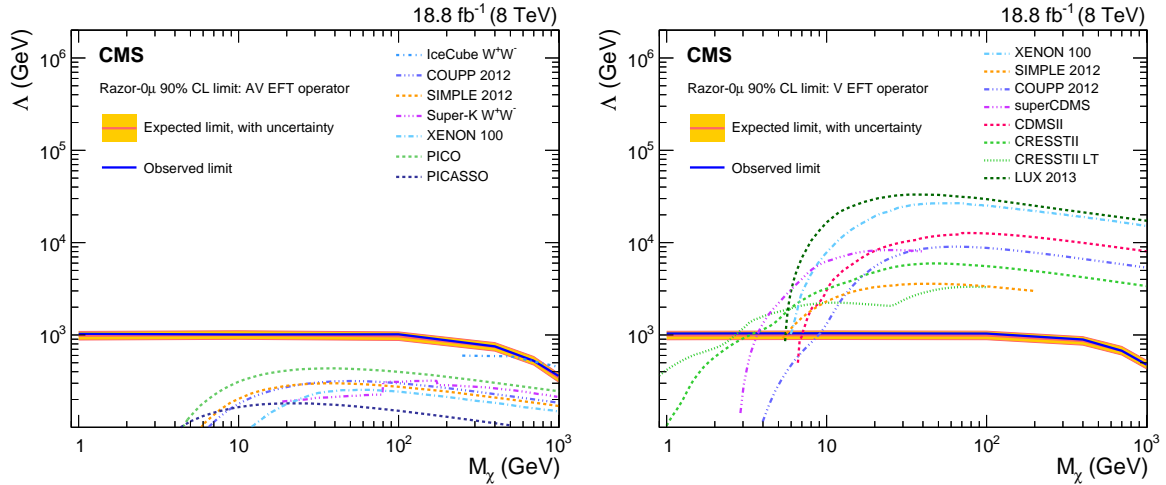 18.8 fb⁻¹ (8 TeV)
Λ (GeV)
10⁶
10⁵
10⁴
10³
CMS
Razor-0μ 90% CL limit: AV EFT operator
Expected limit, with uncertainty
Observed limit
IceCube W⁺W⁻
COUPP 2012
SIMPLE 2012
Super-K W⁺W⁻
XENON 100
PICO
PICASSO
1 10 10² 10³
M_χ (GeV)
18.8 fb⁻¹ (8 TeV)
Λ (GeV)
10⁶
10⁵
10⁴
10³
CMS
Razor-0μ 90% CL limit: V EFT operator
Expected limit, with uncertainty
Observed limit
XENON 100
SIMPLE 2012
COUPP 2012
superCDMS
CDMSII
CRESSTII
CRESSTII LT
LUX 2013
1 10 10² 10³
M_χ (GeV)